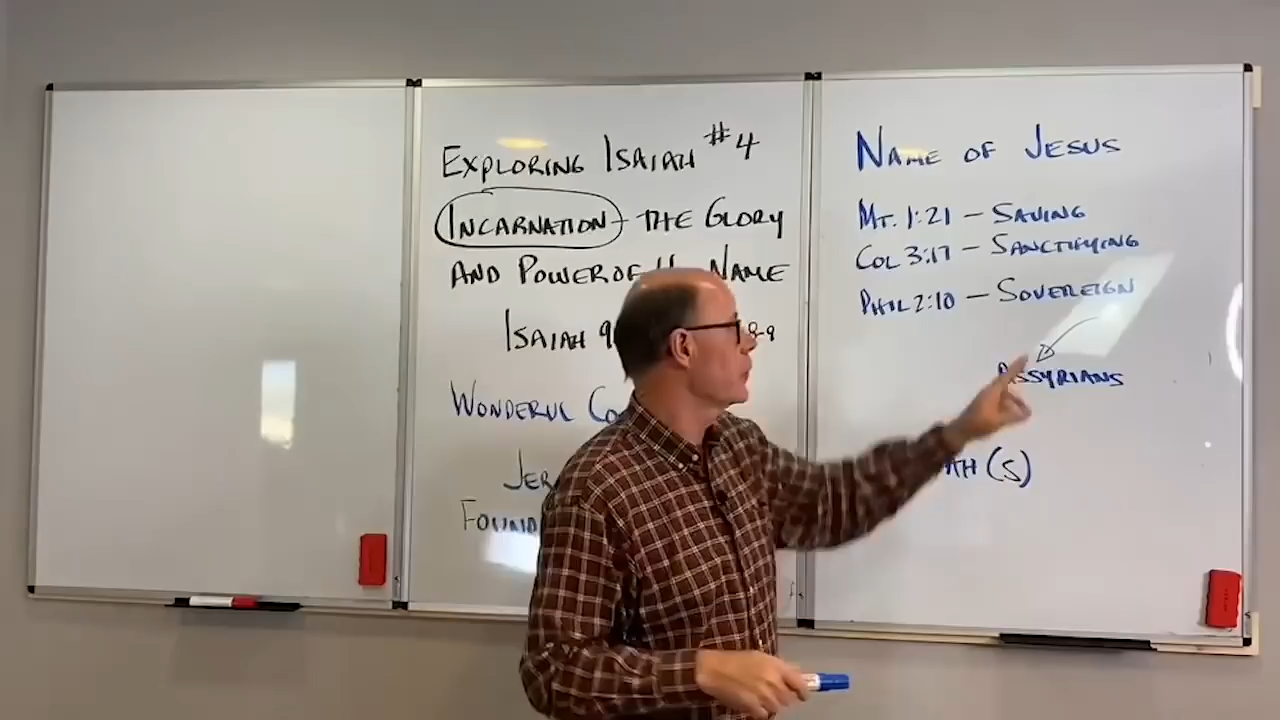 EXPLORING ISAIAH #4
INCARNATION - THE GLORY
AND POWER OF NAME
ISAIAH 9 8-9
WONDERUL Co
JER
FOUND
NAME OF JESUS
MT. 1:21 - SAVING
COL 3:17 - SANCTIFYING
PHIL 2:10 - SOVEREIGN
ASSYRIANS
AH (S)